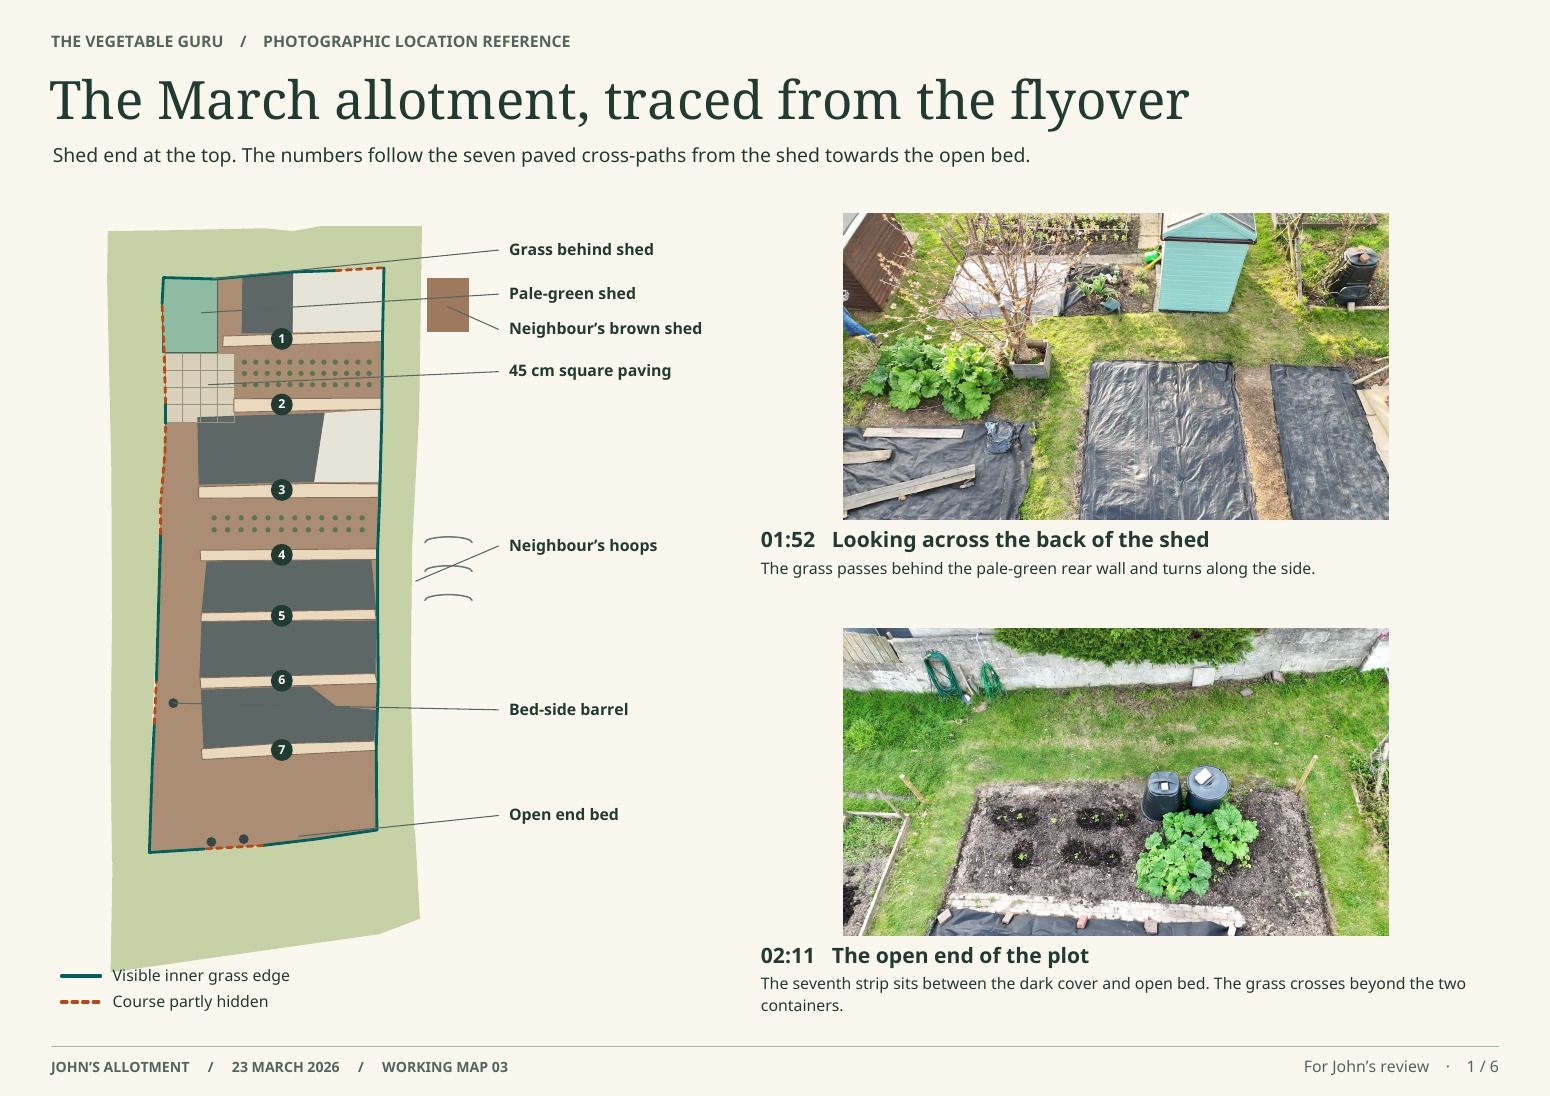 THE VEGETABLE GURU / PHOTOGRAPHIC LOCATION REFERENCE
The March allotment, traced from the flyover
Shed end at the top. The numbers follow the seven paved cross-paths from the shed towards the open bed.
Grass behind shed
Pale-green shed
Neighbour’s brown shed
45 cm square paving
Neighbour’s hoops
Bed-side barrel
Open end bed
1
2
3
4
5
6
7
Visible inner grass edge
Course partly hidden
01:52 Looking across the back of the shed
The grass passes behind the pale-green rear wall and turns along the side.
02:11 The open end of the plot
The seventh strip sits between the dark cover and open bed. The grass crosses beyond the two
containers.
JOHN’S ALLOTMENT / 23 MARCH 2026 / WORKING MAP 03
For John’s review · 1 / 6